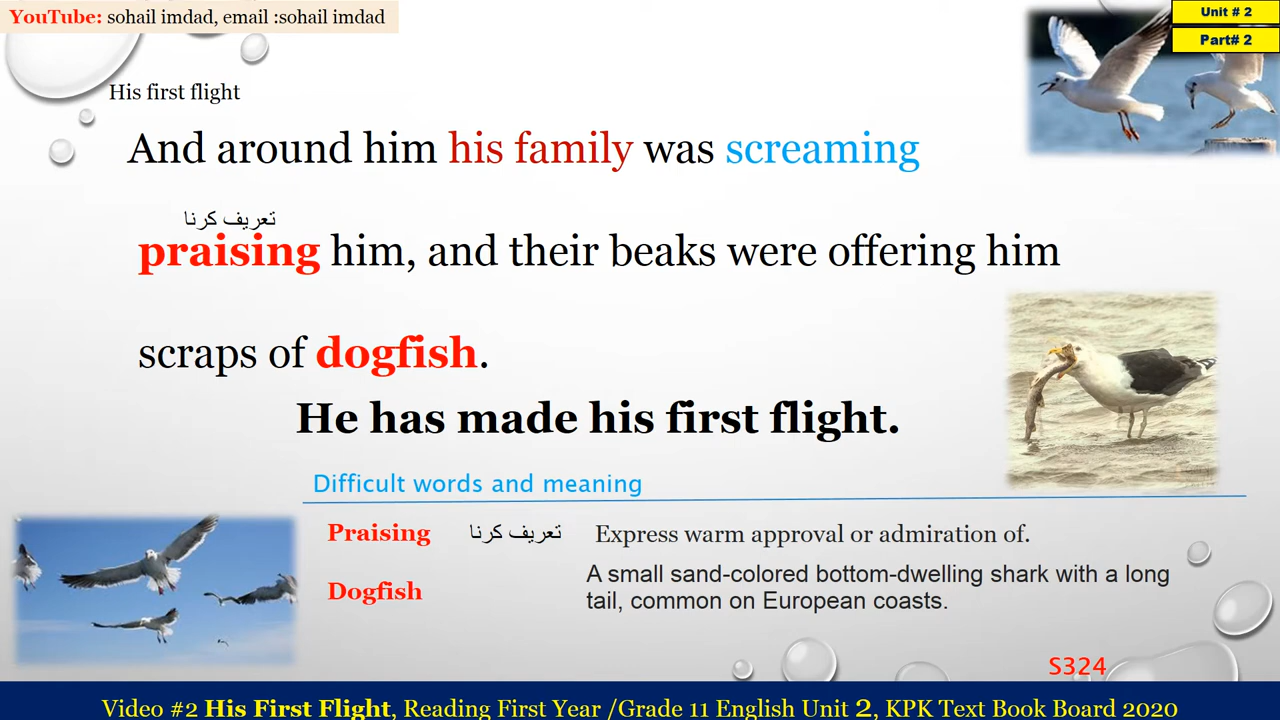 YouTube: sohail imdad, email :sohail imdad
Unit # 2
Part# 2
His first flight
And around him his family was screaming
تعریف کرنا
praising him, and their beaks were offering him
scraps of dogfish.
He has made his first flight.
Difficult words and meaning
Praising تعریف کرنا Express warm approval or admiration of.
Dogfish A small sand-colored bottom-dwelling shark with a long
tail, common on European coasts.
S324
Video #2 His First Flight, Reading First Year /Grade 11 English Unit 2, KPK Text Book Board 2020